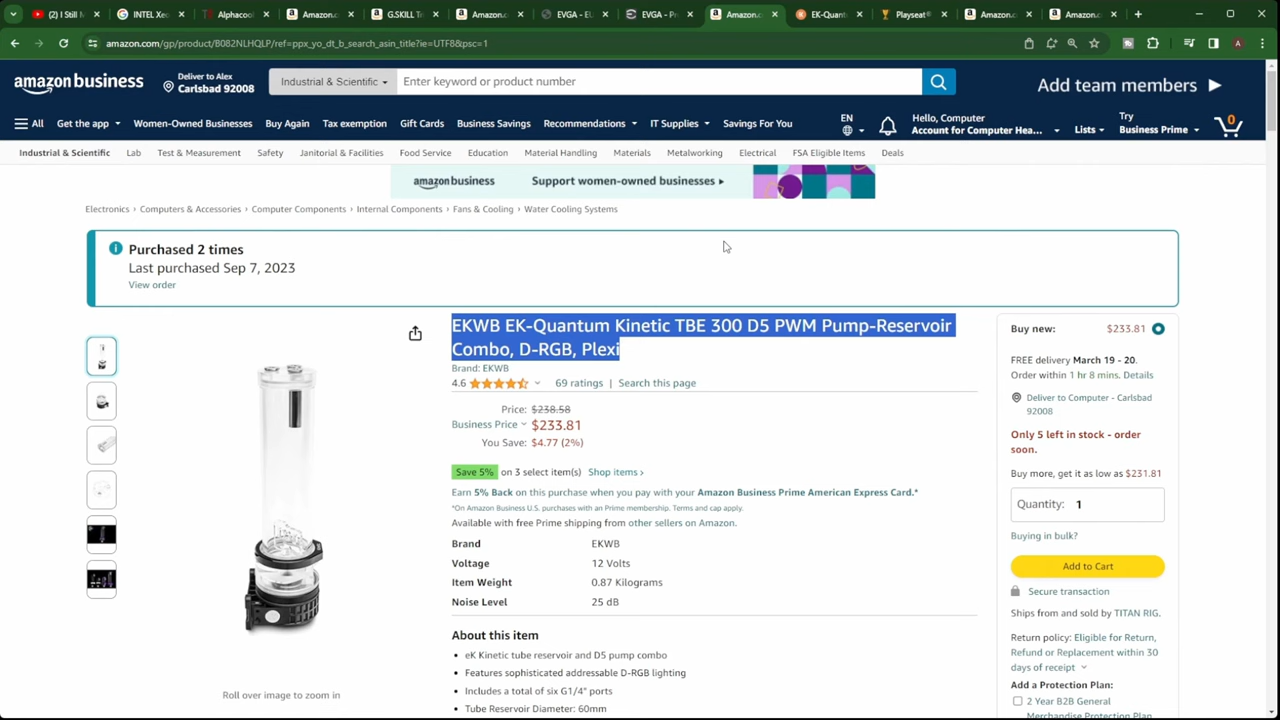 (2) I Still M
INTEL Xeo
Alphacool
Amazon.c
G.SKILL Tr
Amazon.c
EVGA - EU
EVGA - Pr
Amazon.c
EK-Quant
Playseat®
Amazon.c
Amazon.c
amazon.com/gp/product/B082NLHQLP/ref=ppx_yo_dt_b_search_asin_title?ie=UTF8&psc=1
amazon business
Deliver to Alex
Carlsbad 92008
Industrial & Scientific
Enter keyword or product number
Add team members
All
Get the app
Women-Owned Businesses
Buy Again
Tax exemption
Gift Cards
Business Savings
Recommendations
IT Supplies
Savings For You
EN
Hello, Computer
Account for Computer Hea...
Lists
Try
Business Prime
0
Industrial & Scientific
Lab
Test & Measurement
Safety
Janitorial & Facilities
Food Service
Education
Material Handling
Materials
Metalworking
Electrical
FSA Eligible Items
Deals
amazon business
Support women-owned businesses
Electronics › Computers & Accessories › Computer Components › Internal Components › Fans & Cooling › Water Cooling Systems
Purchased 2 times
Last purchased Sep 7, 2023
View order
EKWB EK-Quantum Kinetic TBE 300 D5 PWM Pump-Reservoir
Combo, D-RGB, Plexi
Brand: EKWB
4.6
69 ratings | Search this page
Price: $238.58
Business Price $233.81
You Save: $4.77 (2%)
Save 5% on 3 select item(s) Shop items ›
Earn 5% Back on this purchase when you pay with your Amazon Business Prime American Express Card.*
*On Amazon Business U.S. purchases with an Prime membership. Terms and cap apply.
Available with free Prime shipping from other sellers on Amazon.
Brand EKWB
Voltage 12 Volts
Item Weight 0.87 Kilograms
Noise Level 25 dB
About this item
eK Kinetic tube reservoir and D5 pump combo
Features sophisticated addressable D-RGB lighting
Includes a total of six G1/4" ports
Tube Reservoir Diameter: 60mm
Roll over image to zoom in
Buy new: $233.81
FREE delivery March 19 - 20.
Order within 1 hr 8 mins. Details
Deliver to Computer - Carlsbad
92008
Only 5 left in stock - order
soon.
Buy more, get it as low as $231.81
Quantity: 1
Buying in bulk?
Add to Cart
Secure transaction
Ships from and sold by TITAN RIG.
Return policy: Eligible for Return,
Refund or Replacement within 30
days of receipt
Add a Protection Plan:
2 Year B2B General
Merchandise Protection Plan